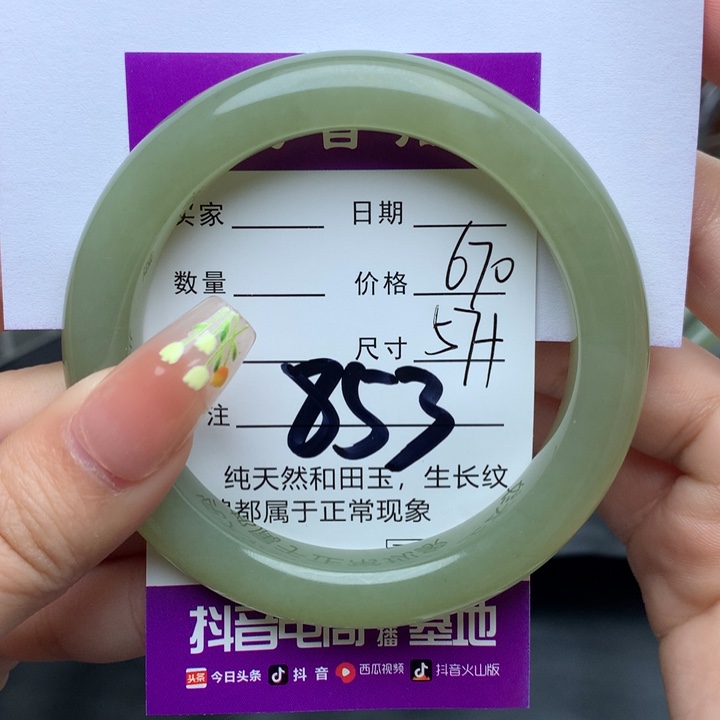 买家 日期
数量 价格 670
尺寸 57#
注 853
纯天然和田玉，生长纹
都属于正常现象
抖音电商直播基地
头条 今日头条 抖音 西瓜视频 抖音火山版